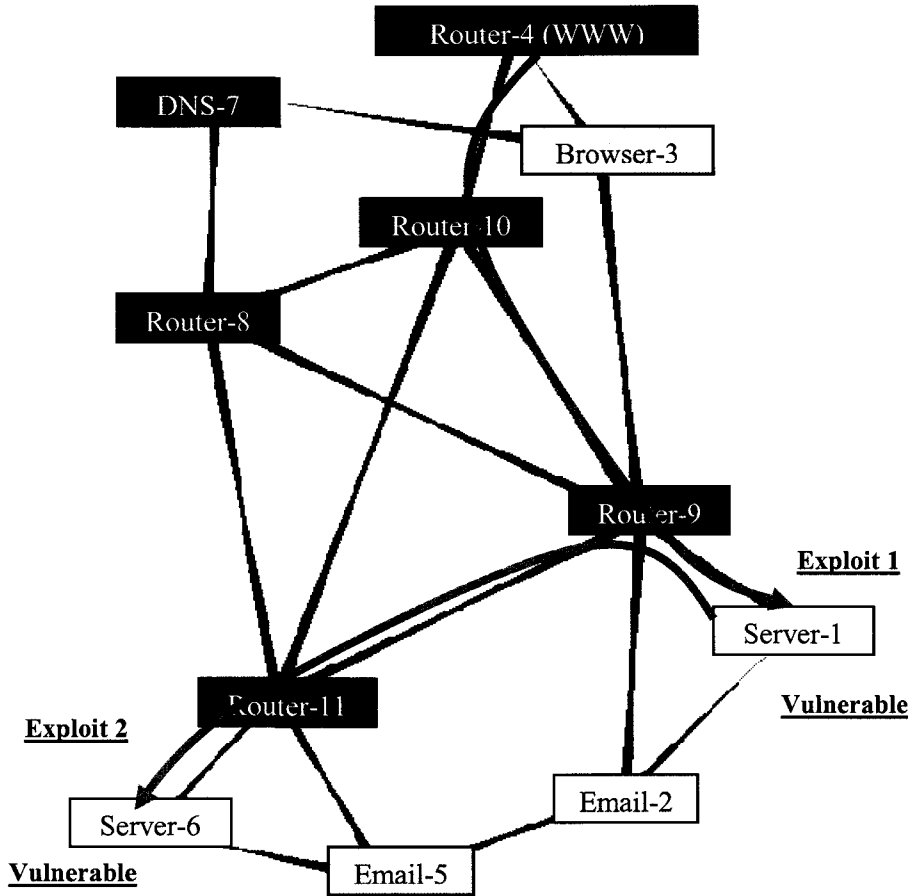 Router-4 (WWW)
DNS-7
Browser-3
Router-10
Router-8
Router-9
Exploit 1
Server-1
Vulnerable
Router-11
Exploit 2
Email-2
Server-6
Email-5
Vulnerable